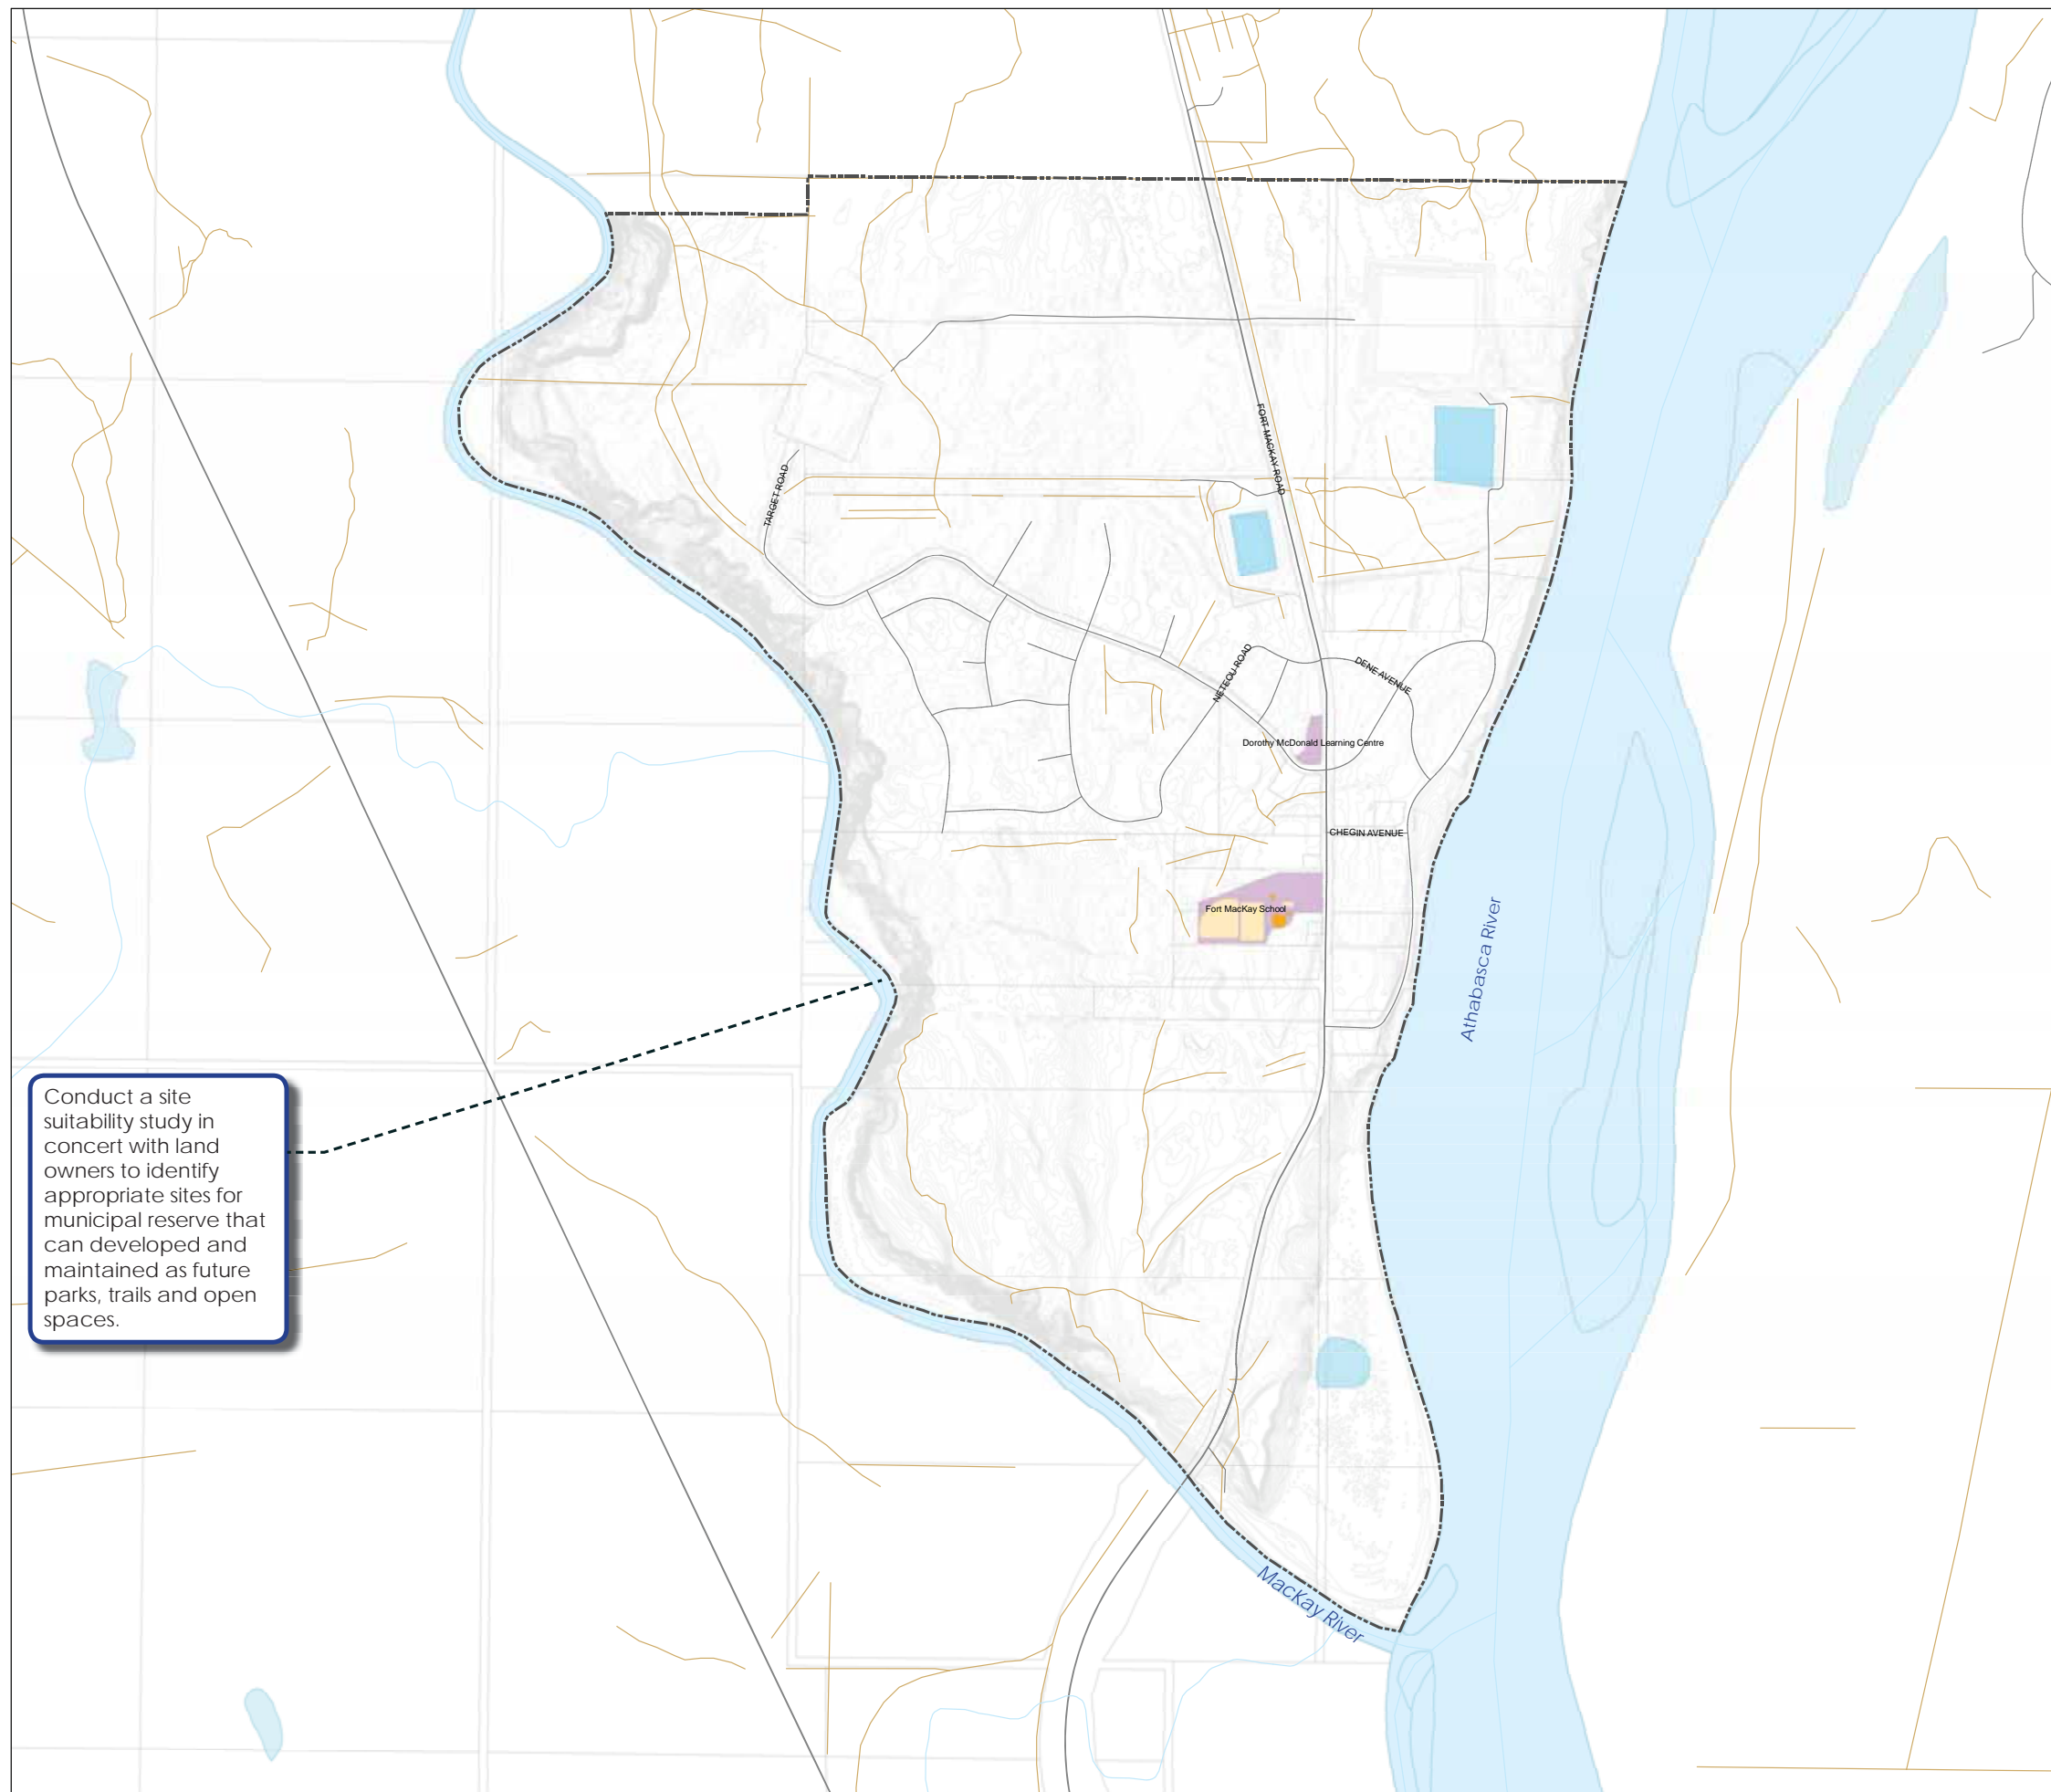 FORT MACKAY ROAD
TARGET ROAD
NETEOU ROAD
DENE AVENUE
Dorothy McDonald Learning Centre
CHEGIN AVENUE
Fort MacKay School
Athabasca River
Conduct a site
suitability study in
concert with land
owners to identify
appropriate sites for
municipal reserve that
can developed and
maintained as future
parks, trails and open
spaces.
MacKay River